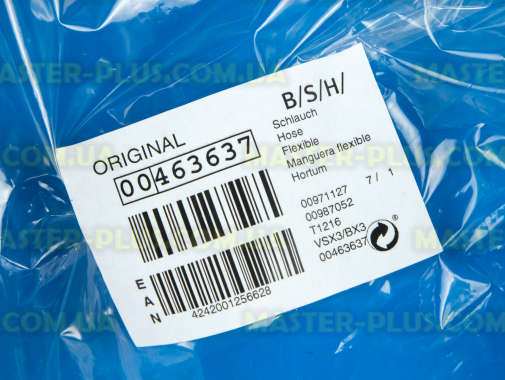 B/S/H/
ORIGINAL
00463637
Schlauch
Hose
Flexible
Manguera flexible
Hortum
00971127 7 / 1
00987052
T1216
VSX3/BX3
00463637
®
EAN
4242001256628
MASTER-PLUS.COM.UA